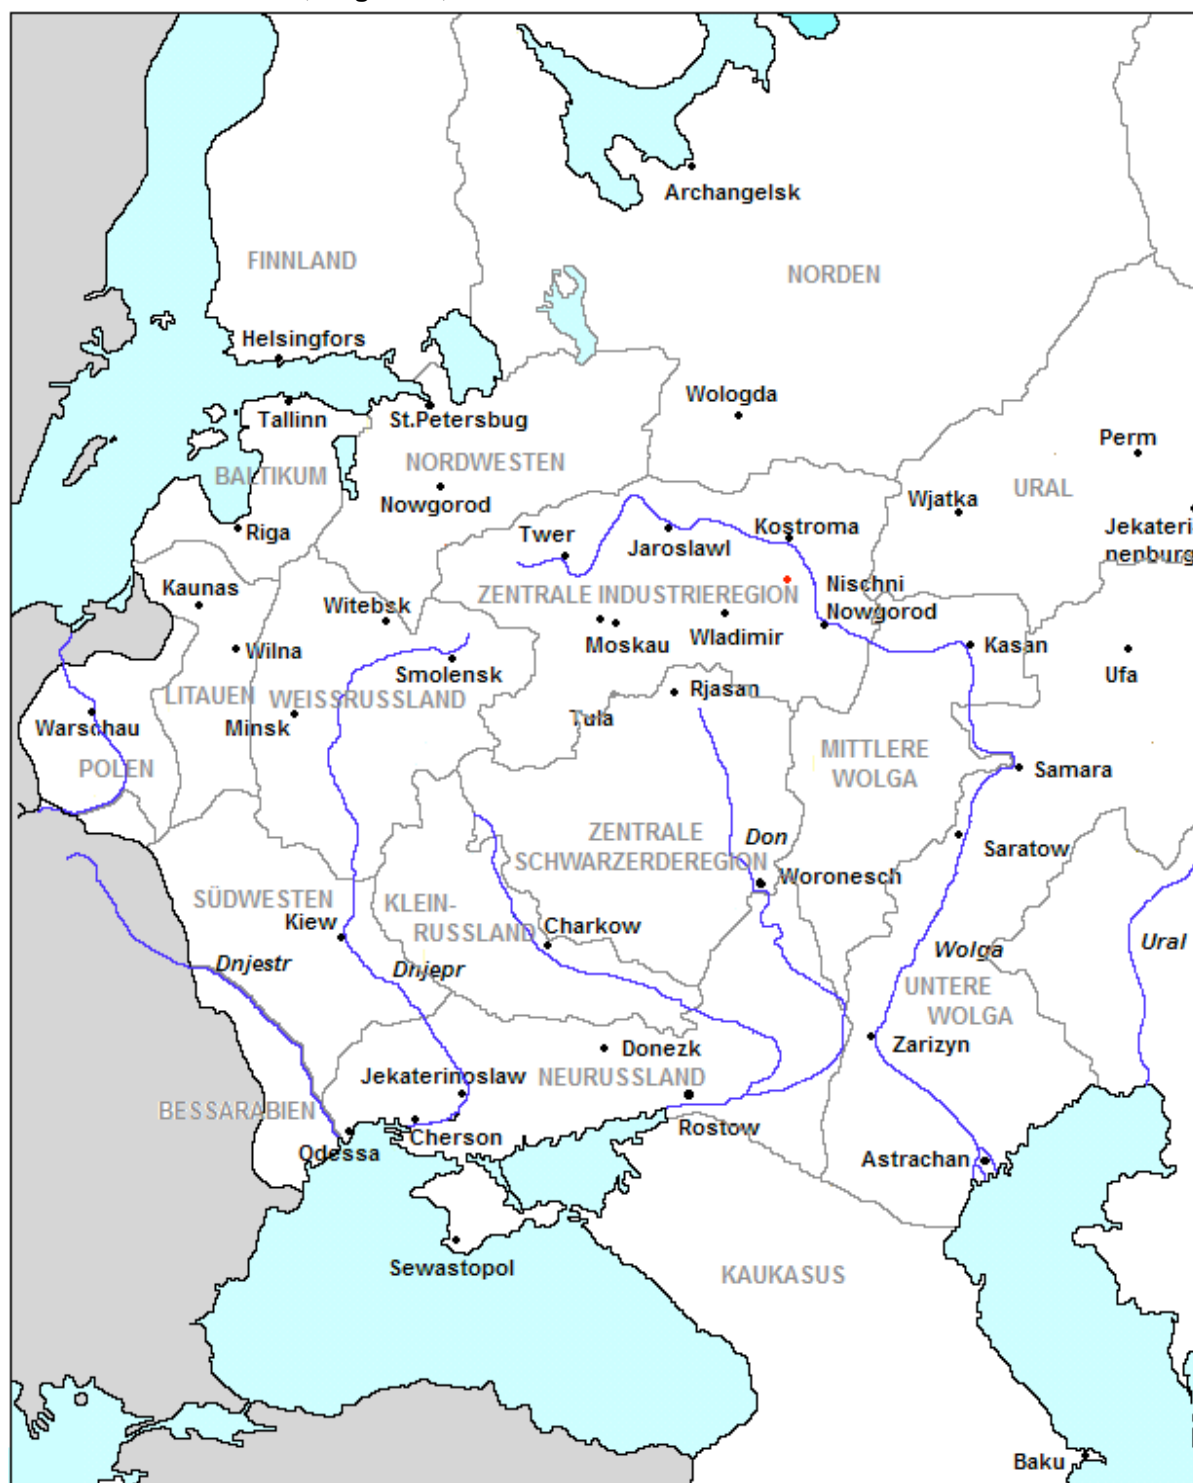 Archangelsk
FINNLAND
NORDEN
Helsingfors
Wologda
Tallinn
St.Petersbug
Perm
BALTIKUM
NORDWESTEN
URAL
Nowgorod
Wjatka
Riga
Twer
Jaroslawl
Kostroma
Jekateri
nenburg
Kaunas
Witebsk
ZENTRALE INDUSTRIEREGION
Nischni
Nowgorod
Moskau
Wladimir
Wilna
Smolensk
Kasan
Ufa
LITAUEN
WEISSRUSSLAND
Rjasan
Warschau
Minsk
Tula
POLEN
MITTLERE
WOLGA
Samara
ZENTRALE
SCHWARZERDEREGION
Don
Saratow
Woronesch
SÜDWESTEN
KLEIN-
RUSSLAND
Kiew
Charkow
Wolga
Ural
Dnjestr
Dnjepr
UNTERE
WOLGA
Donezk
Zarizyn
Jekaterinoslaw
NEURUSSLAND
BESSARABIEN
Cherson
Rostow
Odessa
Astrachan
Sewastopol
KAUKASUS
Baku